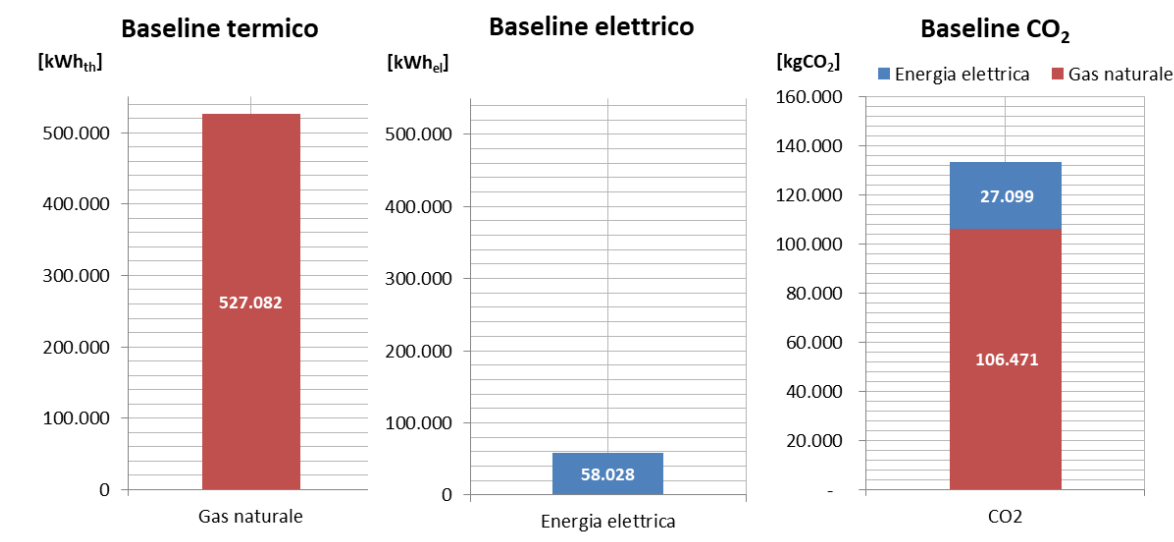 Baseline termico
[kWhth]
500.000
400.000
300.000
200.000
100.000
0
527.082
Gas naturale
Baseline elettrico
[kWhel]
500.000
400.000
300.000
200.000
100.000
0
58.028
Energia elettrica
Baseline CO2
[kgCO2]
Energia elettrica Gas naturale
160.000
140.000
120.000
100.000
80.000
60.000
40.000
20.000
-
27.099
106.471
CO2